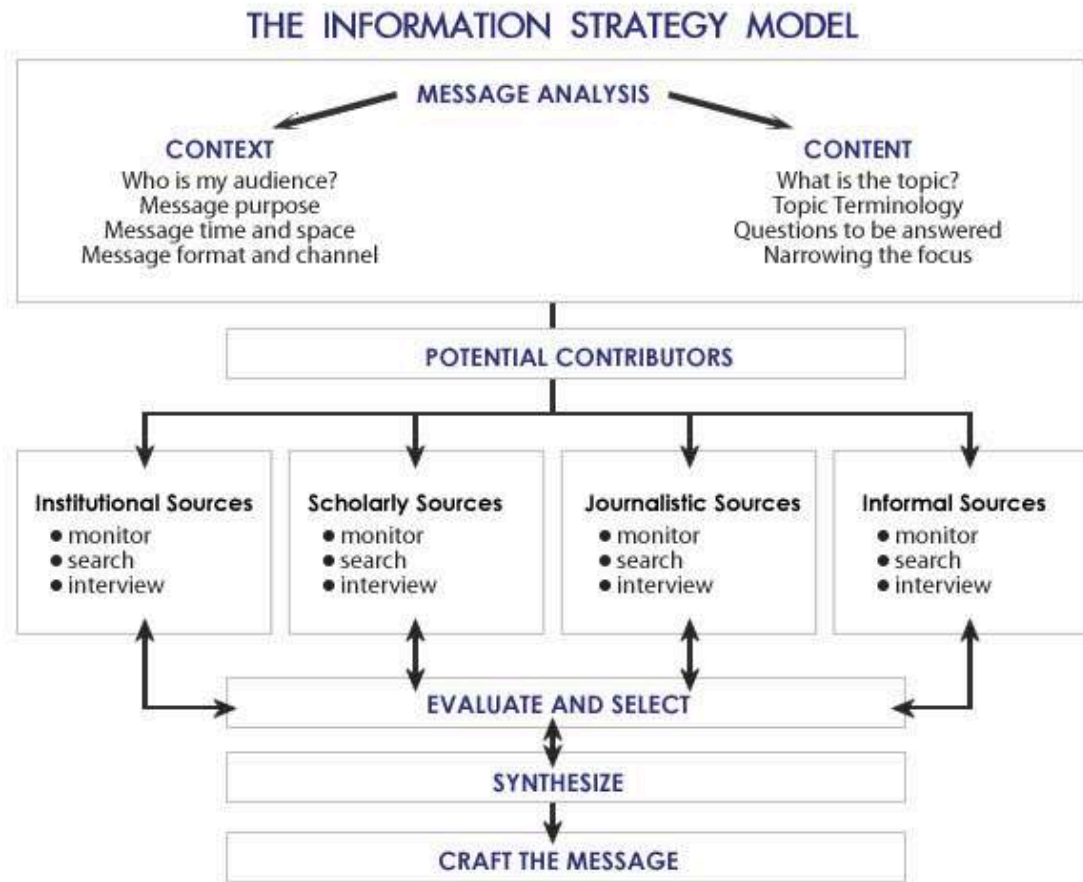 THE INFORMATION STRATEGY MODEL
MESSAGE ANALYSIS
CONTEXT
Who is my audience?
Message purpose
Message time and space
Message format and channel
CONTENT
What is the topic?
Topic Terminology
Questions to be answered
Narrowing the focus
POTENTIAL CONTRIBUTORS
Institutional Sources
● monitor
● search
● interview
Scholarly Sources
● monitor
● search
● interview
Journalistic Sources
● monitor
● search
● interview
Informal Sources
● monitor
● search
● interview
EVALUATE AND SELECT
SYNTHESIZE
CRAFT THE MESSAGE